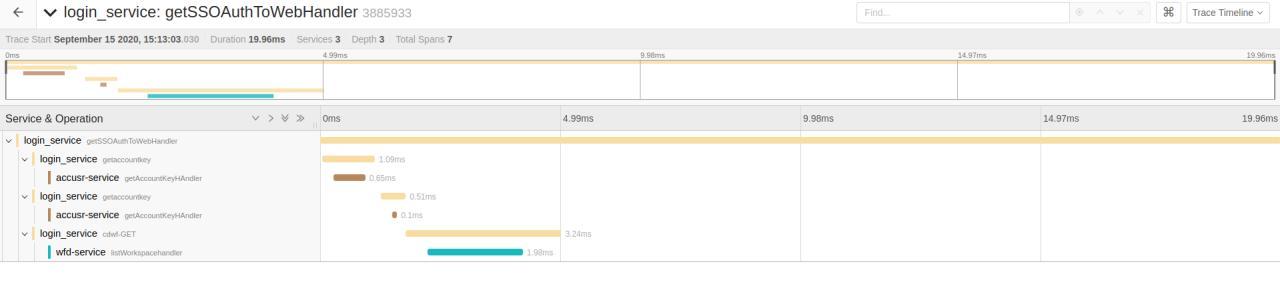 login_service: getSSOAuthToWebHandler 3885933 Find... ⌘ Trace Timeline
Trace Start September 15 2020, 15:13:03.030 Duration 19.96ms Services 3 Depth 3 Total Spans 7
0ms 4.99ms 9.98ms 14.97ms 19.96ms
Service & Operation 0ms 4.99ms 9.98ms 14.97ms 19.96ms
login_service getSSOAuthToWebHandler
login_service getaccountkey 1.09ms
accusr-service getAccountKeyHAndler 0.65ms
login_service getaccountkey 0.51ms
accusr-service getAccountKeyHAndler 0.1ms
login_service cdwf-GET 3.24ms
wfd-service listWorkspacehandler 1.98ms